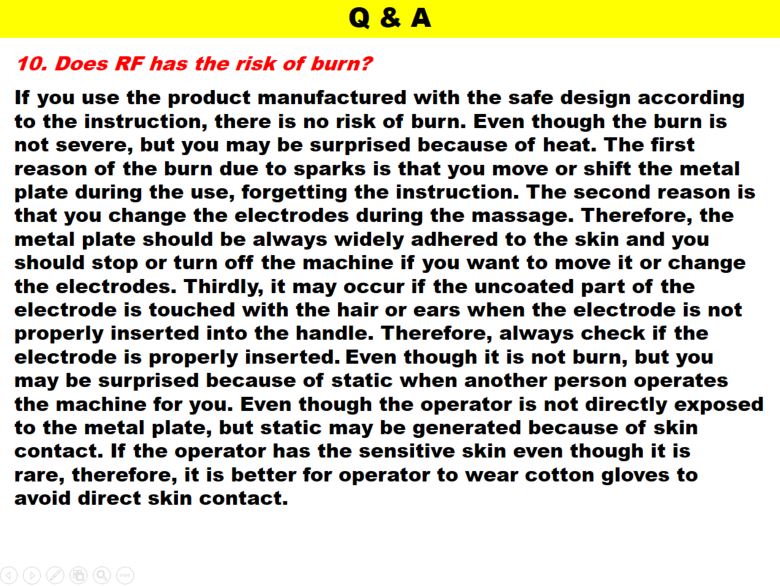 Q & A
10. Does RF has the risk of burn?
If you use the product manufactured with the safe design according
to the instruction, there is no risk of burn. Even though the burn is
not severe, but you may be surprised because of heat. The first
reason of the burn due to sparks is that you move or shift the metal
plate during the use, forgetting the instruction. The second reason is
that you change the electrodes during the massage. Therefore, the
metal plate should be always widely adhered to the skin and you
should stop or turn off the machine if you want to move it or change
the electrodes. Thirdly, it may occur if the uncoated part of the
electrode is touched with the hair or ears when the electrode is not
properly inserted into the handle. Therefore, always check if the
electrode is properly inserted. Even though it is not burn, but you
may be surprised because of static when another person operates
the machine for you. Even though the operator is not directly exposed
to the metal plate, but static may be generated because of skin
contact. If the operator has the sensitive skin even though it is
rare, therefore, it is better for operator to wear cotton gloves to
avoid direct skin contact.